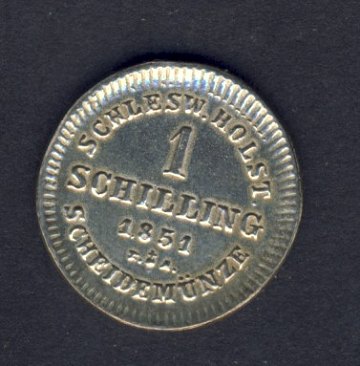 SCHLESW. HOLST.
1
SCHILLING
1851
SCHEIDEMÜNZE